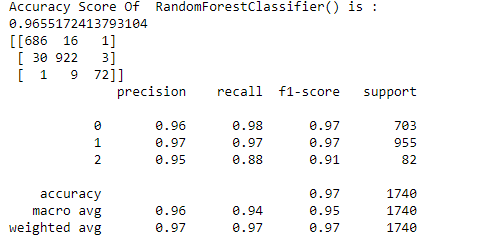 Accuracy Score Of  RandomForestClassifier() is :
0.9655172413793104
[[686  16   1]
 [ 30 922   3]
 [  1   9  72]]
              precision    recall  f1-score   support

           0       0.96      0.98      0.97       703
           1       0.97      0.97      0.97       955
           2       0.95      0.88      0.91        82

    accuracy                           0.97      1740
   macro avg       0.96      0.94      0.95      1740
weighted avg       0.97      0.97      0.97      1740